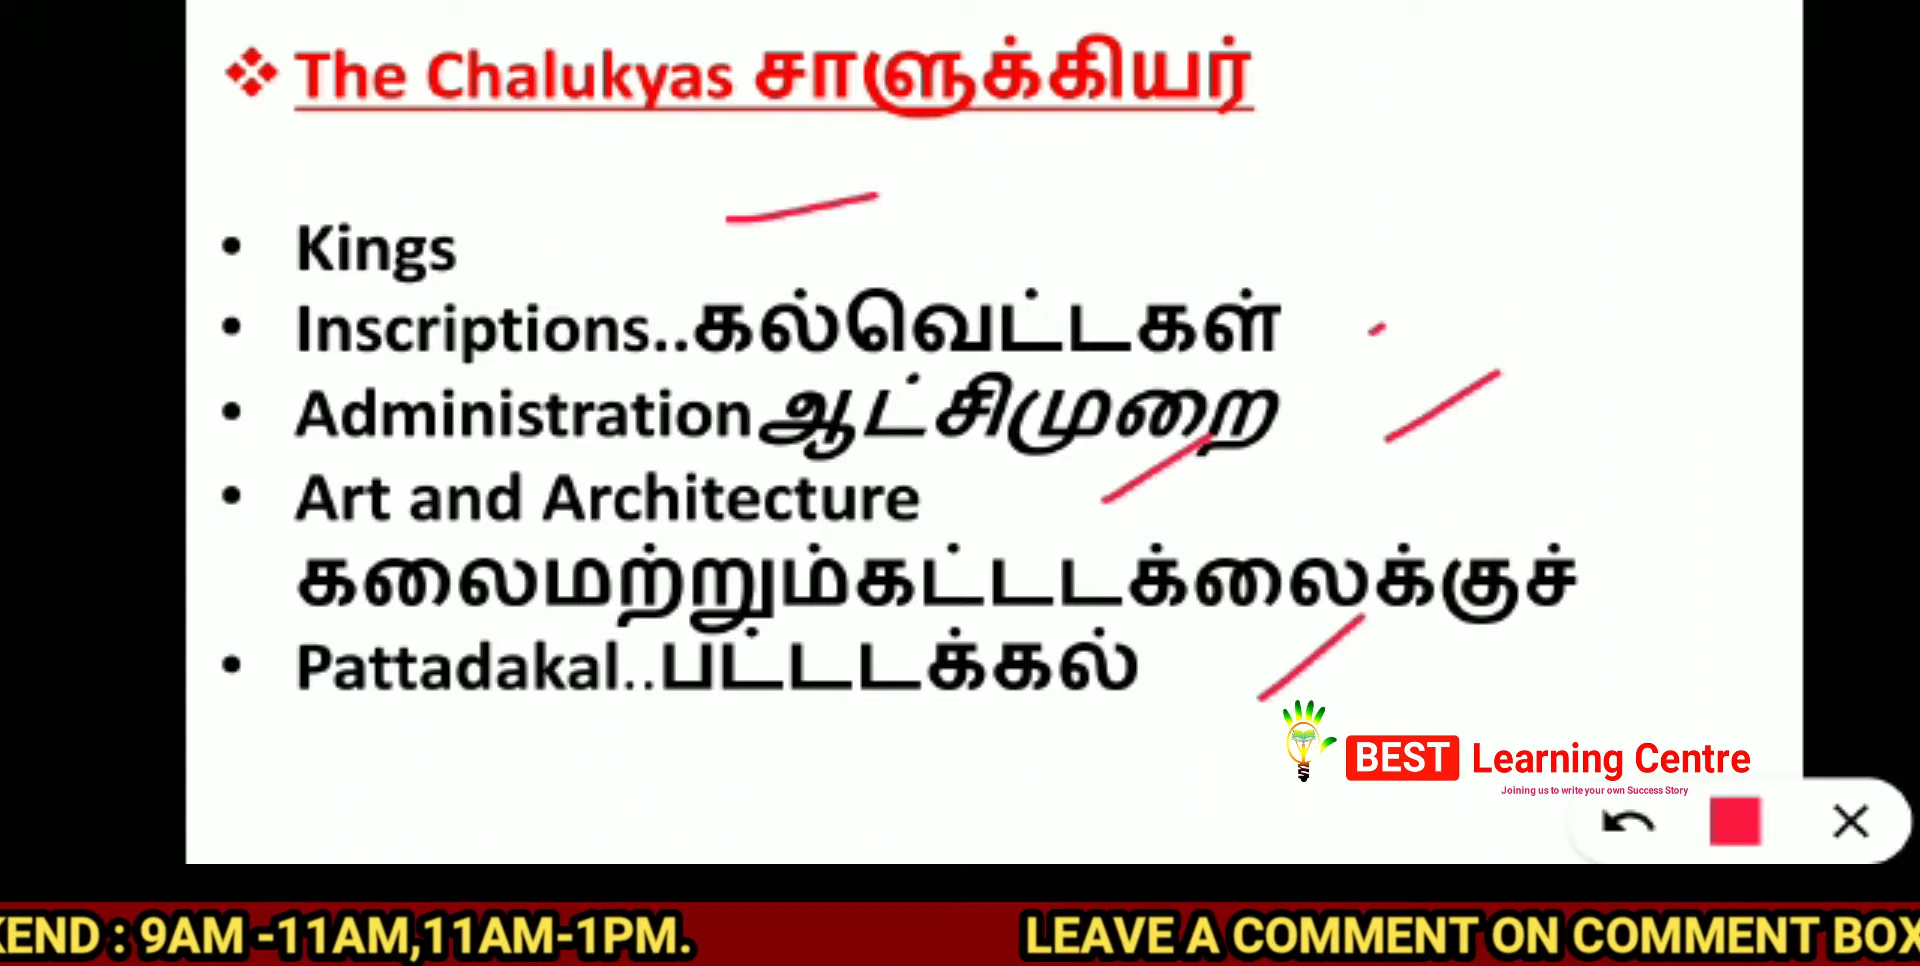 The Chalukyas சாளுக்கியர்
Kings
Inscriptions..கல்வெட்டகள்
Administrationஆட்சிமுறை
Art and Architecture
கலைமற்றும்கட்டடக்லைக்குச்
Pattadakal..பட்டடக்கல்
BEST Learning Centre
Joining us to write your own Success Story
KEND : 9AM -11AM,11AM-1PM. LEAVE A COMMENT ON COMMENT BOX